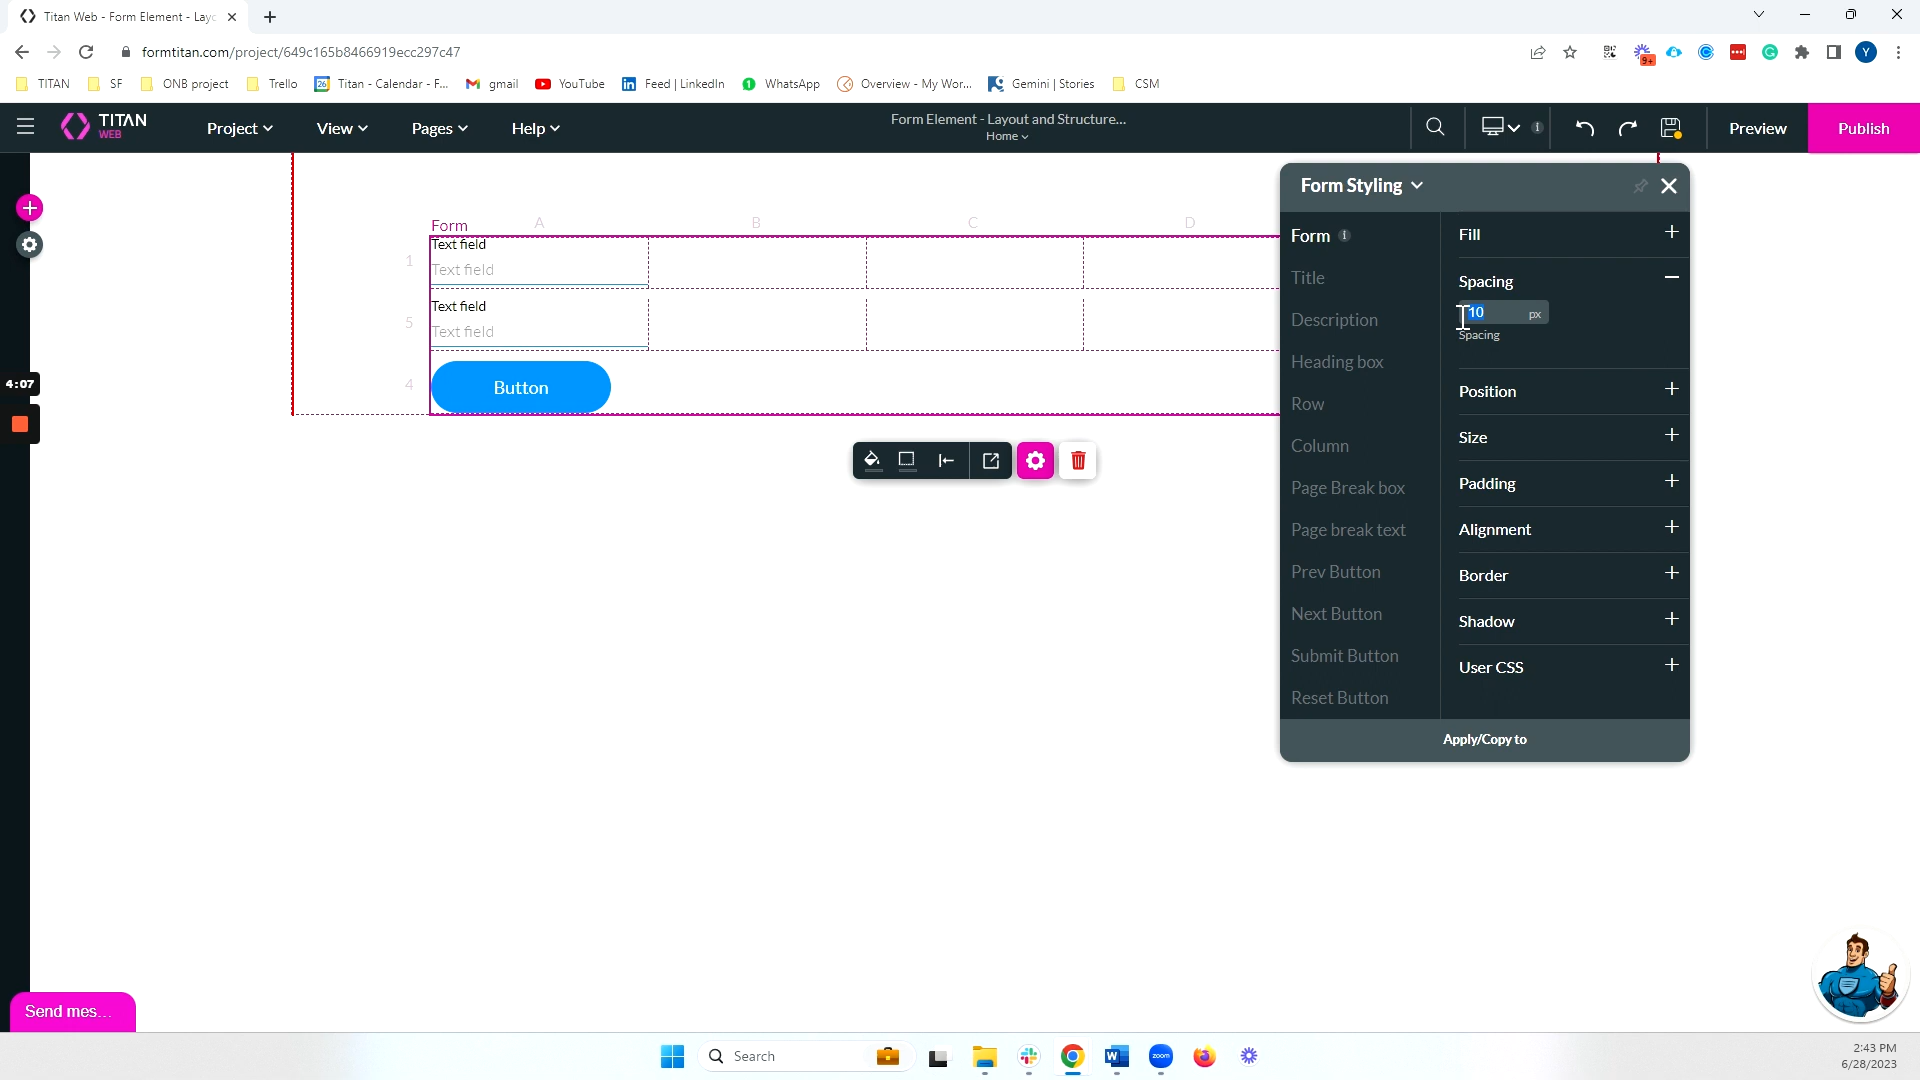 Titan Web - Form Element - Lay
formtitan.com/project/649c165b8466919ecc297c47
9+
Y
TITAN
SF
ONB project
Trello
26
Titan - Calendar - F...
gmail
YouTube
Feed | LinkedIn
1
WhatsApp
Overview - My Wor...
Gemini | Stories
CSM
TITAN
WEB
Project
View
Pages
Help
Form Element - Layout and Structure...
Home
Preview
Publish
Form Styling
Form
A
B
C
D
Text field
1
Text field
Text field
5
Text field
4
Button
4:07
Form
Title
Description
Heading box
Row
Column
Page Break box
Page break text
Prev Button
Next Button
Submit Button
Reset Button
Fill
Spacing
10
px
Spacing
Position
Size
Padding
Alignment
Border
Shadow
User CSS
Apply/Copy to
Send mes...
Search
zoom
2:43 PM
6/28/2023